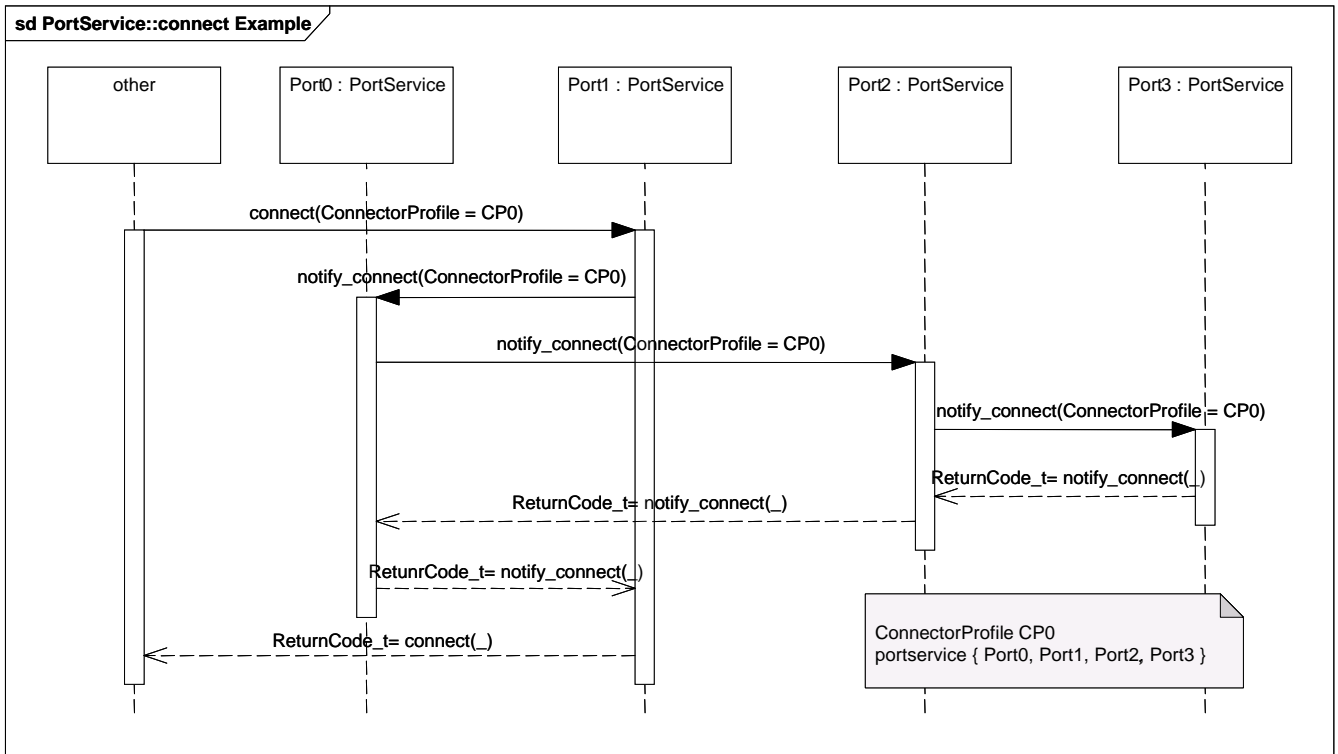 sd PortService::connect Example
other
Port0 : PortService
Port1 : PortService
Port2 : PortService
Port3 : PortService
connect(ConnectorProfile = CP0)
notify_connect(ConnectorProfile = CP0)
notify_connect(ConnectorProfile = CP0)
notify_connect(ConnectorProfile = CP0)
ReturnCode_t= notify_connect(_)
ReturnCode_t= notify_connect(_)
RetunrCode_t= notify_connect(_)
ReturnCode_t= connect(_)
ConnectorProfile CP0
portservice { Port0, Port1, Port2, Port3 }